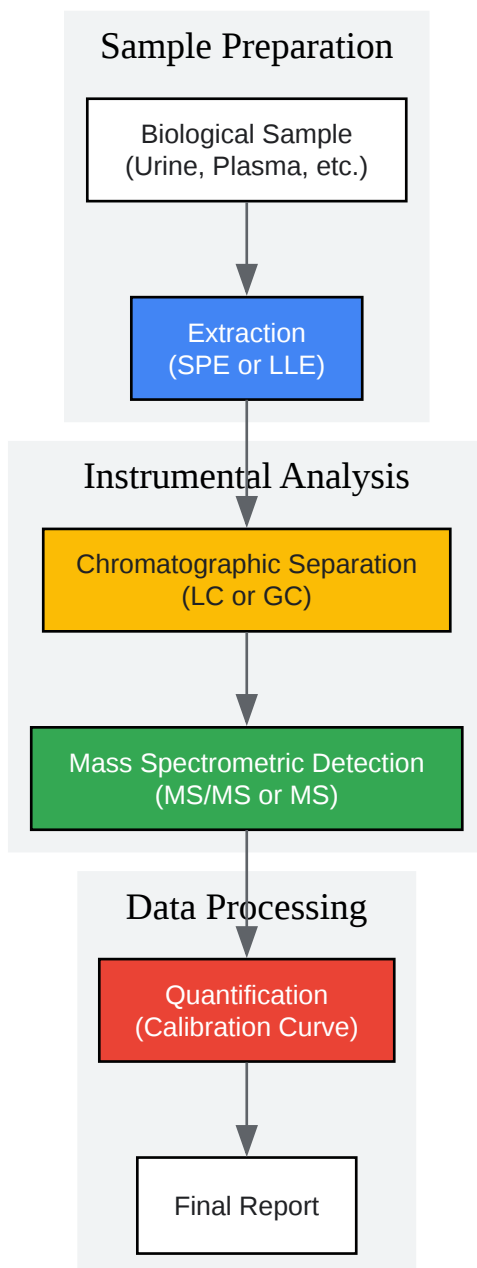 Sample Preparation
Biological Sample
(Urine, Plasma, etc.)
Extraction
(SPE or LLE)
Instrumental Analysis
Chromatographic Separation
(LC or GC)
Mass Spectrometric Detection
(MS/MS or MS)
Data Processing
Quantification
(Calibration Curve)
Final Report